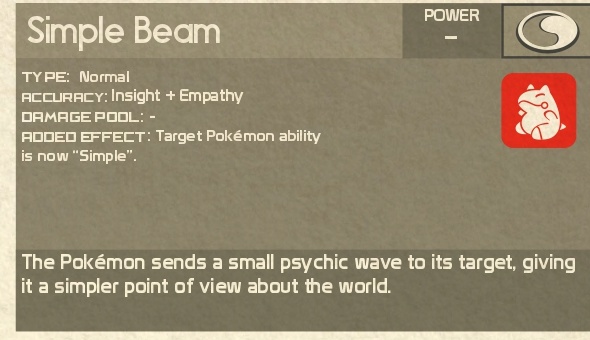 Simple Beam
POWER
–
TYPE: Normal
ACCURACY: Insight + Empathy
DAMAGE POOL: -
ADDED EFFECT: Target Pokémon ability
is now "Simple".
The Pokémon sends a small psychic wave to its target, giving
it a simpler point of view about the world.